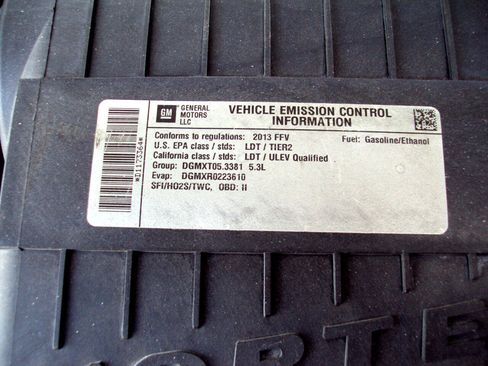 GM
GENERAL
MOTORS
LLC
VEHICLE EMISSION CONTROL
INFORMATION
Conforms to regulations: 2013 FFV Fuel: Gasoline/Ethanol
U.S. EPA class / stds: LDT / TIER2
California class / stds: LDT / ULEV Qualified
Group: DGMXT05.3381 5.3L
Evap: DGMXR0223610
SFI/HO2S/TWC, OBD: II
ORTE